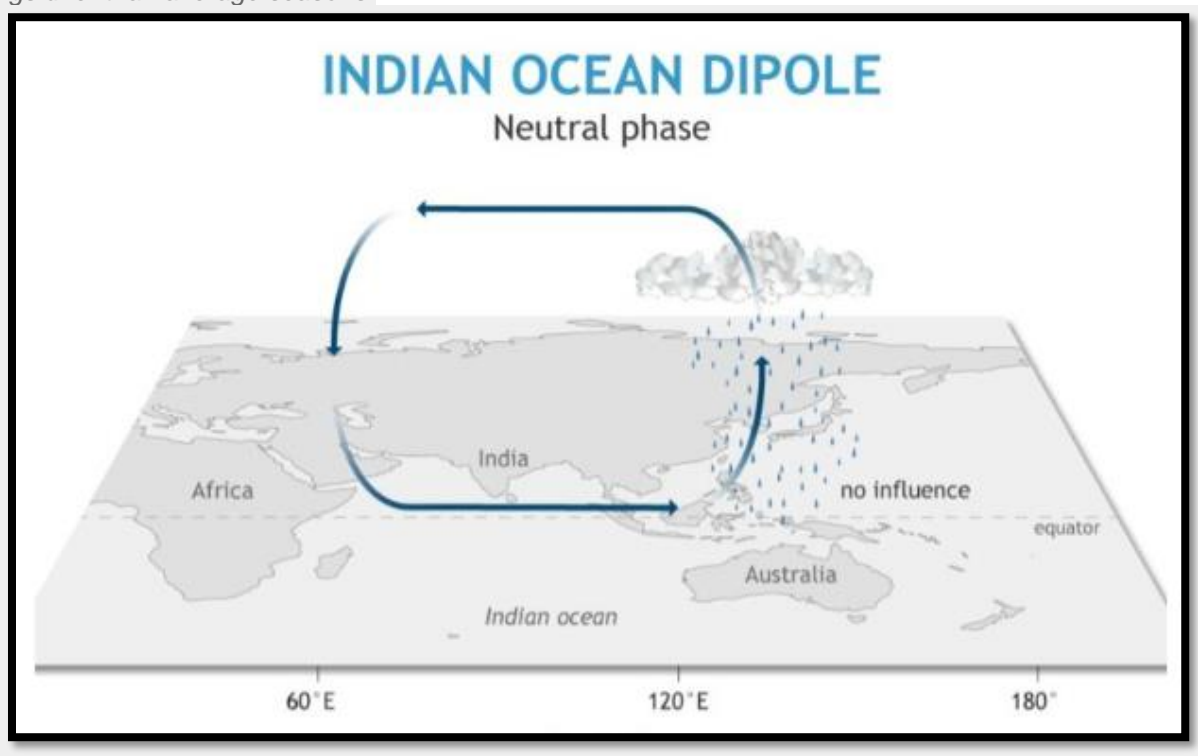 INDIAN OCEAN DIPOLE
Neutral phase
India
Africa
no influence
equator
Australia
Indian ocean
60°E
120°E
180°